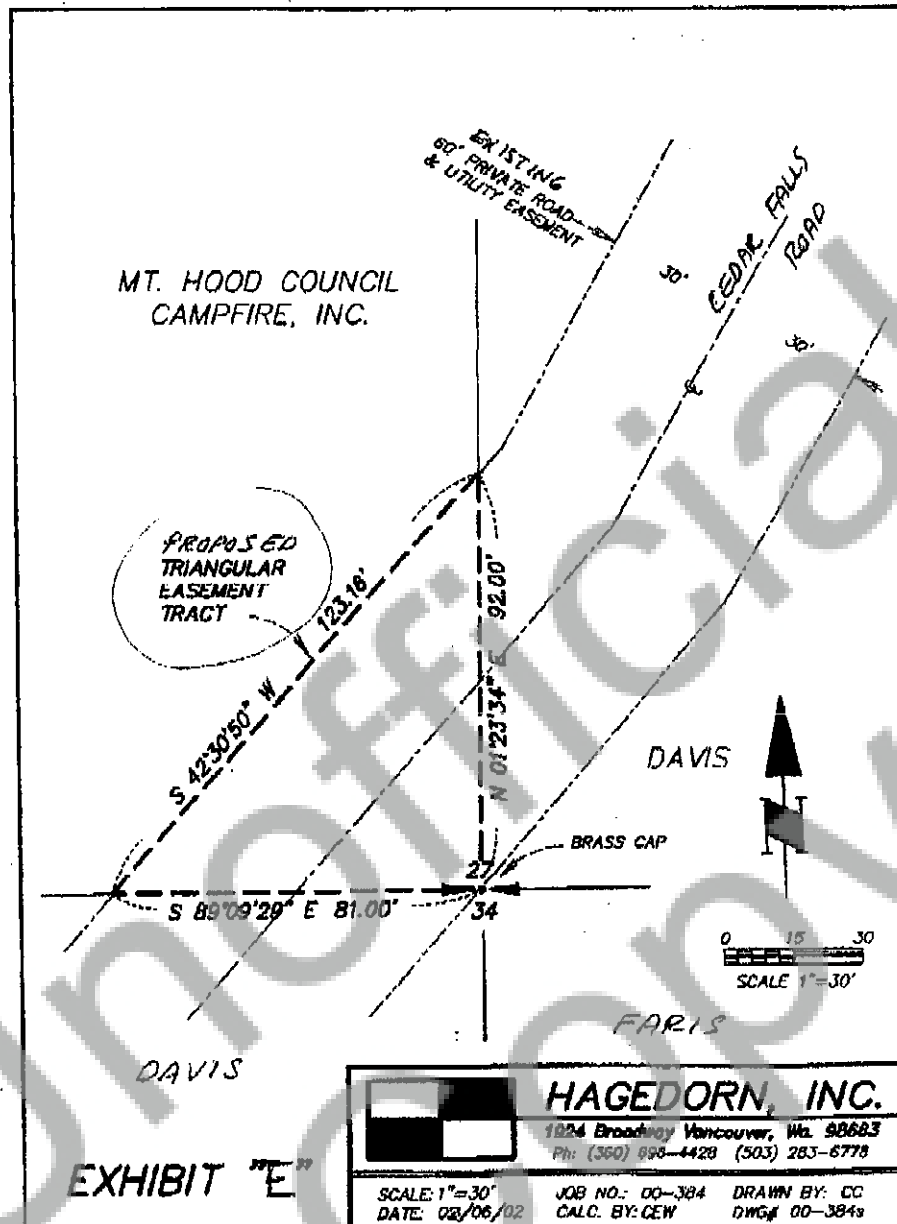 EXISTING
60' PRIVATE ROAD
& UTILITY EASEMENT
CEDAR FALLS
ROAD
MT. HOOD COUNCIL
CAMPFIRE, INC.
30'
30'
℄
PROPOSED
TRIANGULAR
EASEMENT
TRACT
123.16'
S 42°30'50" W
N 01°23'34" E 92.00'
DAVIS
BRASS CAP
27
S 89°09'29" E 81.00'
34
N
0 15 30
SCALE 1"=30'
FARIS
DAVIS
EXHIBIT "E"
HAGEDORN, INC.
1924 Broadway Vancouver, Wa. 98663
Ph: (360) 696-4428 (503) 283-6778
SCALE: 1"=30' JOB NO.: 00-384 DRAWN BY: CC
DATE: 02/06/02 CALC. BY: CEW DWG# 00-384s
Unofficial
Copy